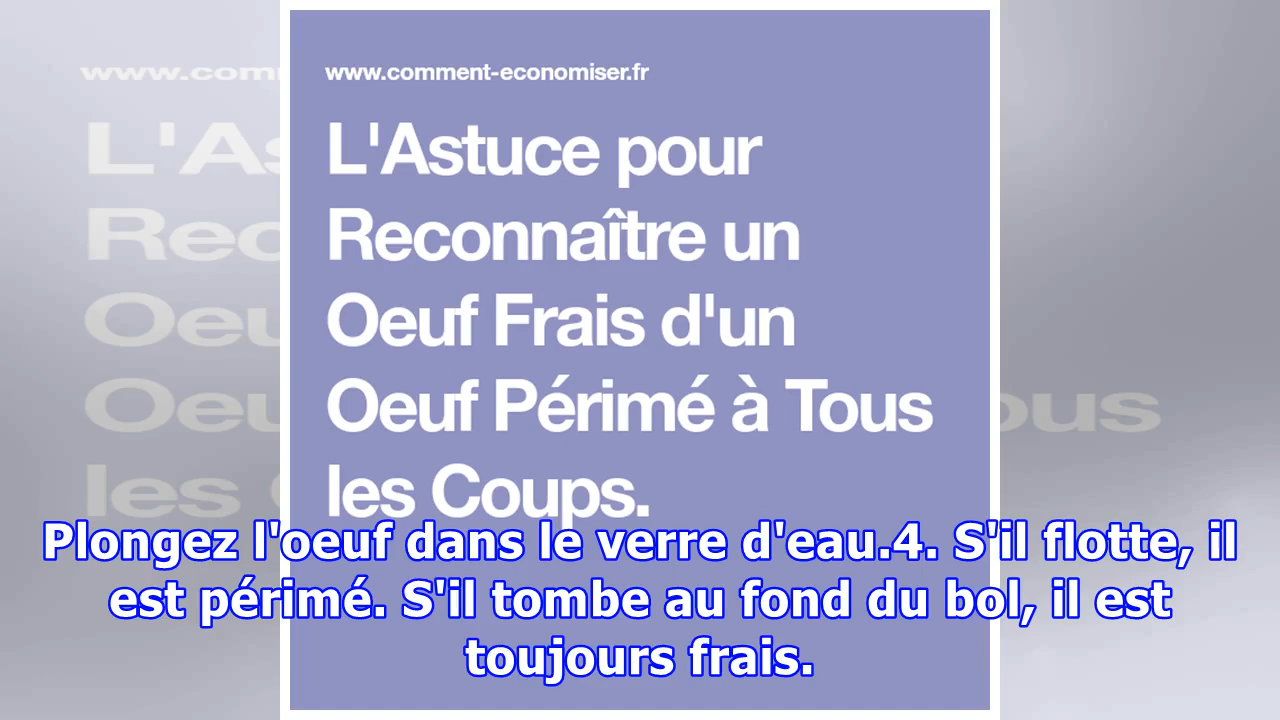 www.comment-economiser.fr
L'Astuce pour
Reconnaître un
Oeuf Frais d'un
Oeuf Périmé à Tous
les Coups.
Plongez l'oeuf dans le verre d'eau.4. S'il flotte, il
est périmé. S'il tombe au fond du bol, il est
toujours frais.